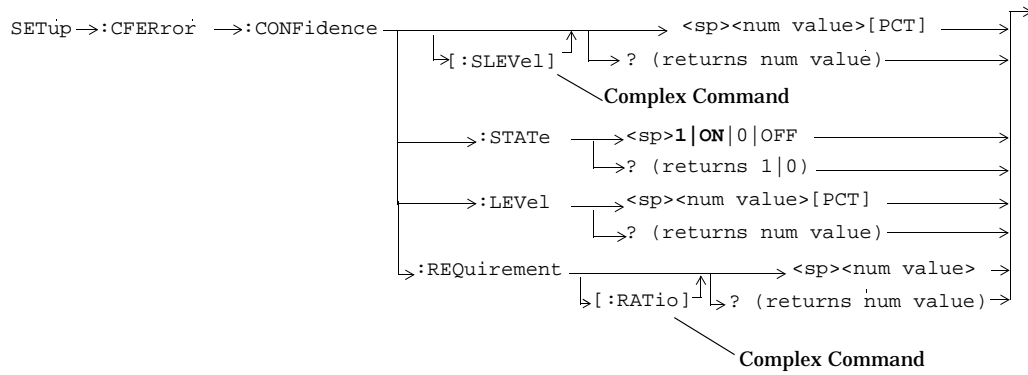 SETup :CFERror :CONFidence <sp><num value>[PCT]
[:SLEVel] ? (returns num value)
Complex Command
:STATe <sp>1|ON|0|OFF
? (returns 1|0)
:LEVel <sp><num value>[PCT]
? (returns num value)
:REQuirement <sp><num value>
[:RATio] ? (returns num value)
Complex Command